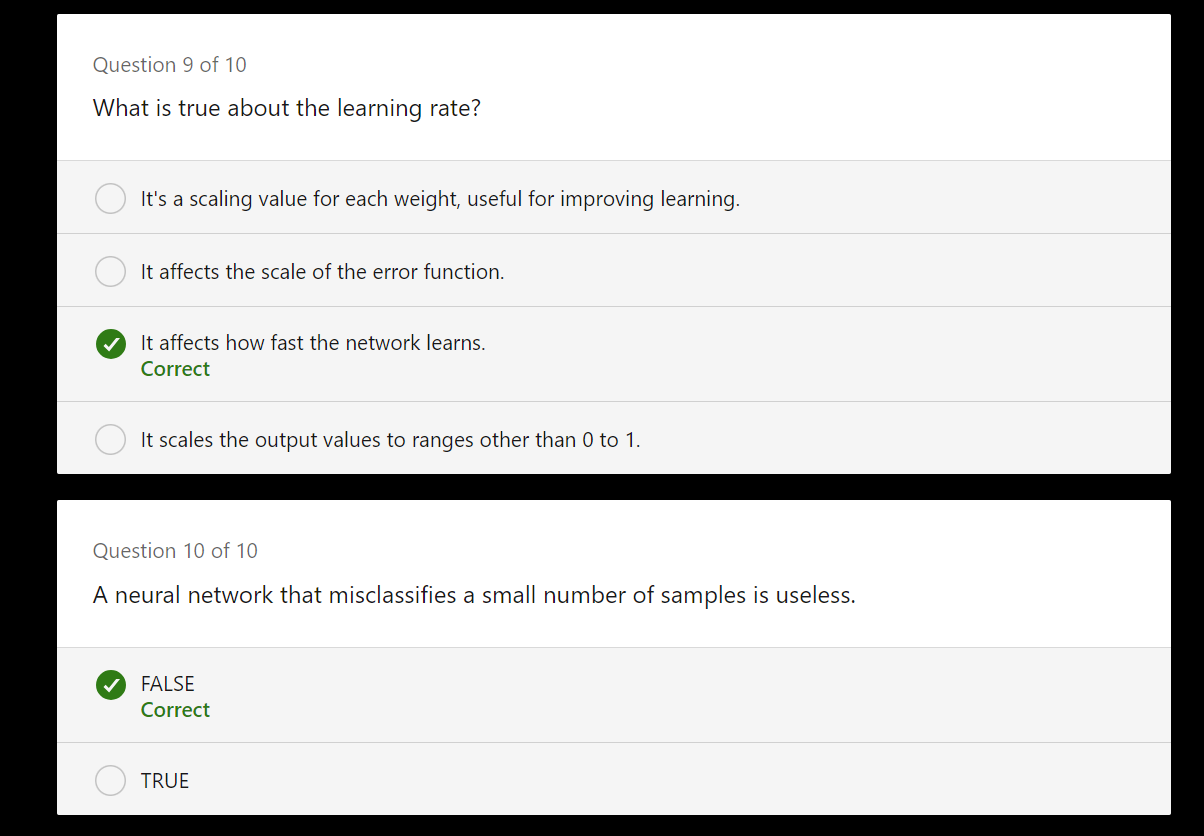 Question 9 of 10
What is true about the learning rate?
It's a scaling value for each weight, useful for improving learning.
It affects the scale of the error function.
It affects how fast the network learns.
Correct
It scales the output values to ranges other than 0 to 1.
Question 10 of 10
A neural network that misclassifies a small number of samples is useless.
FALSE
Correct
TRUE